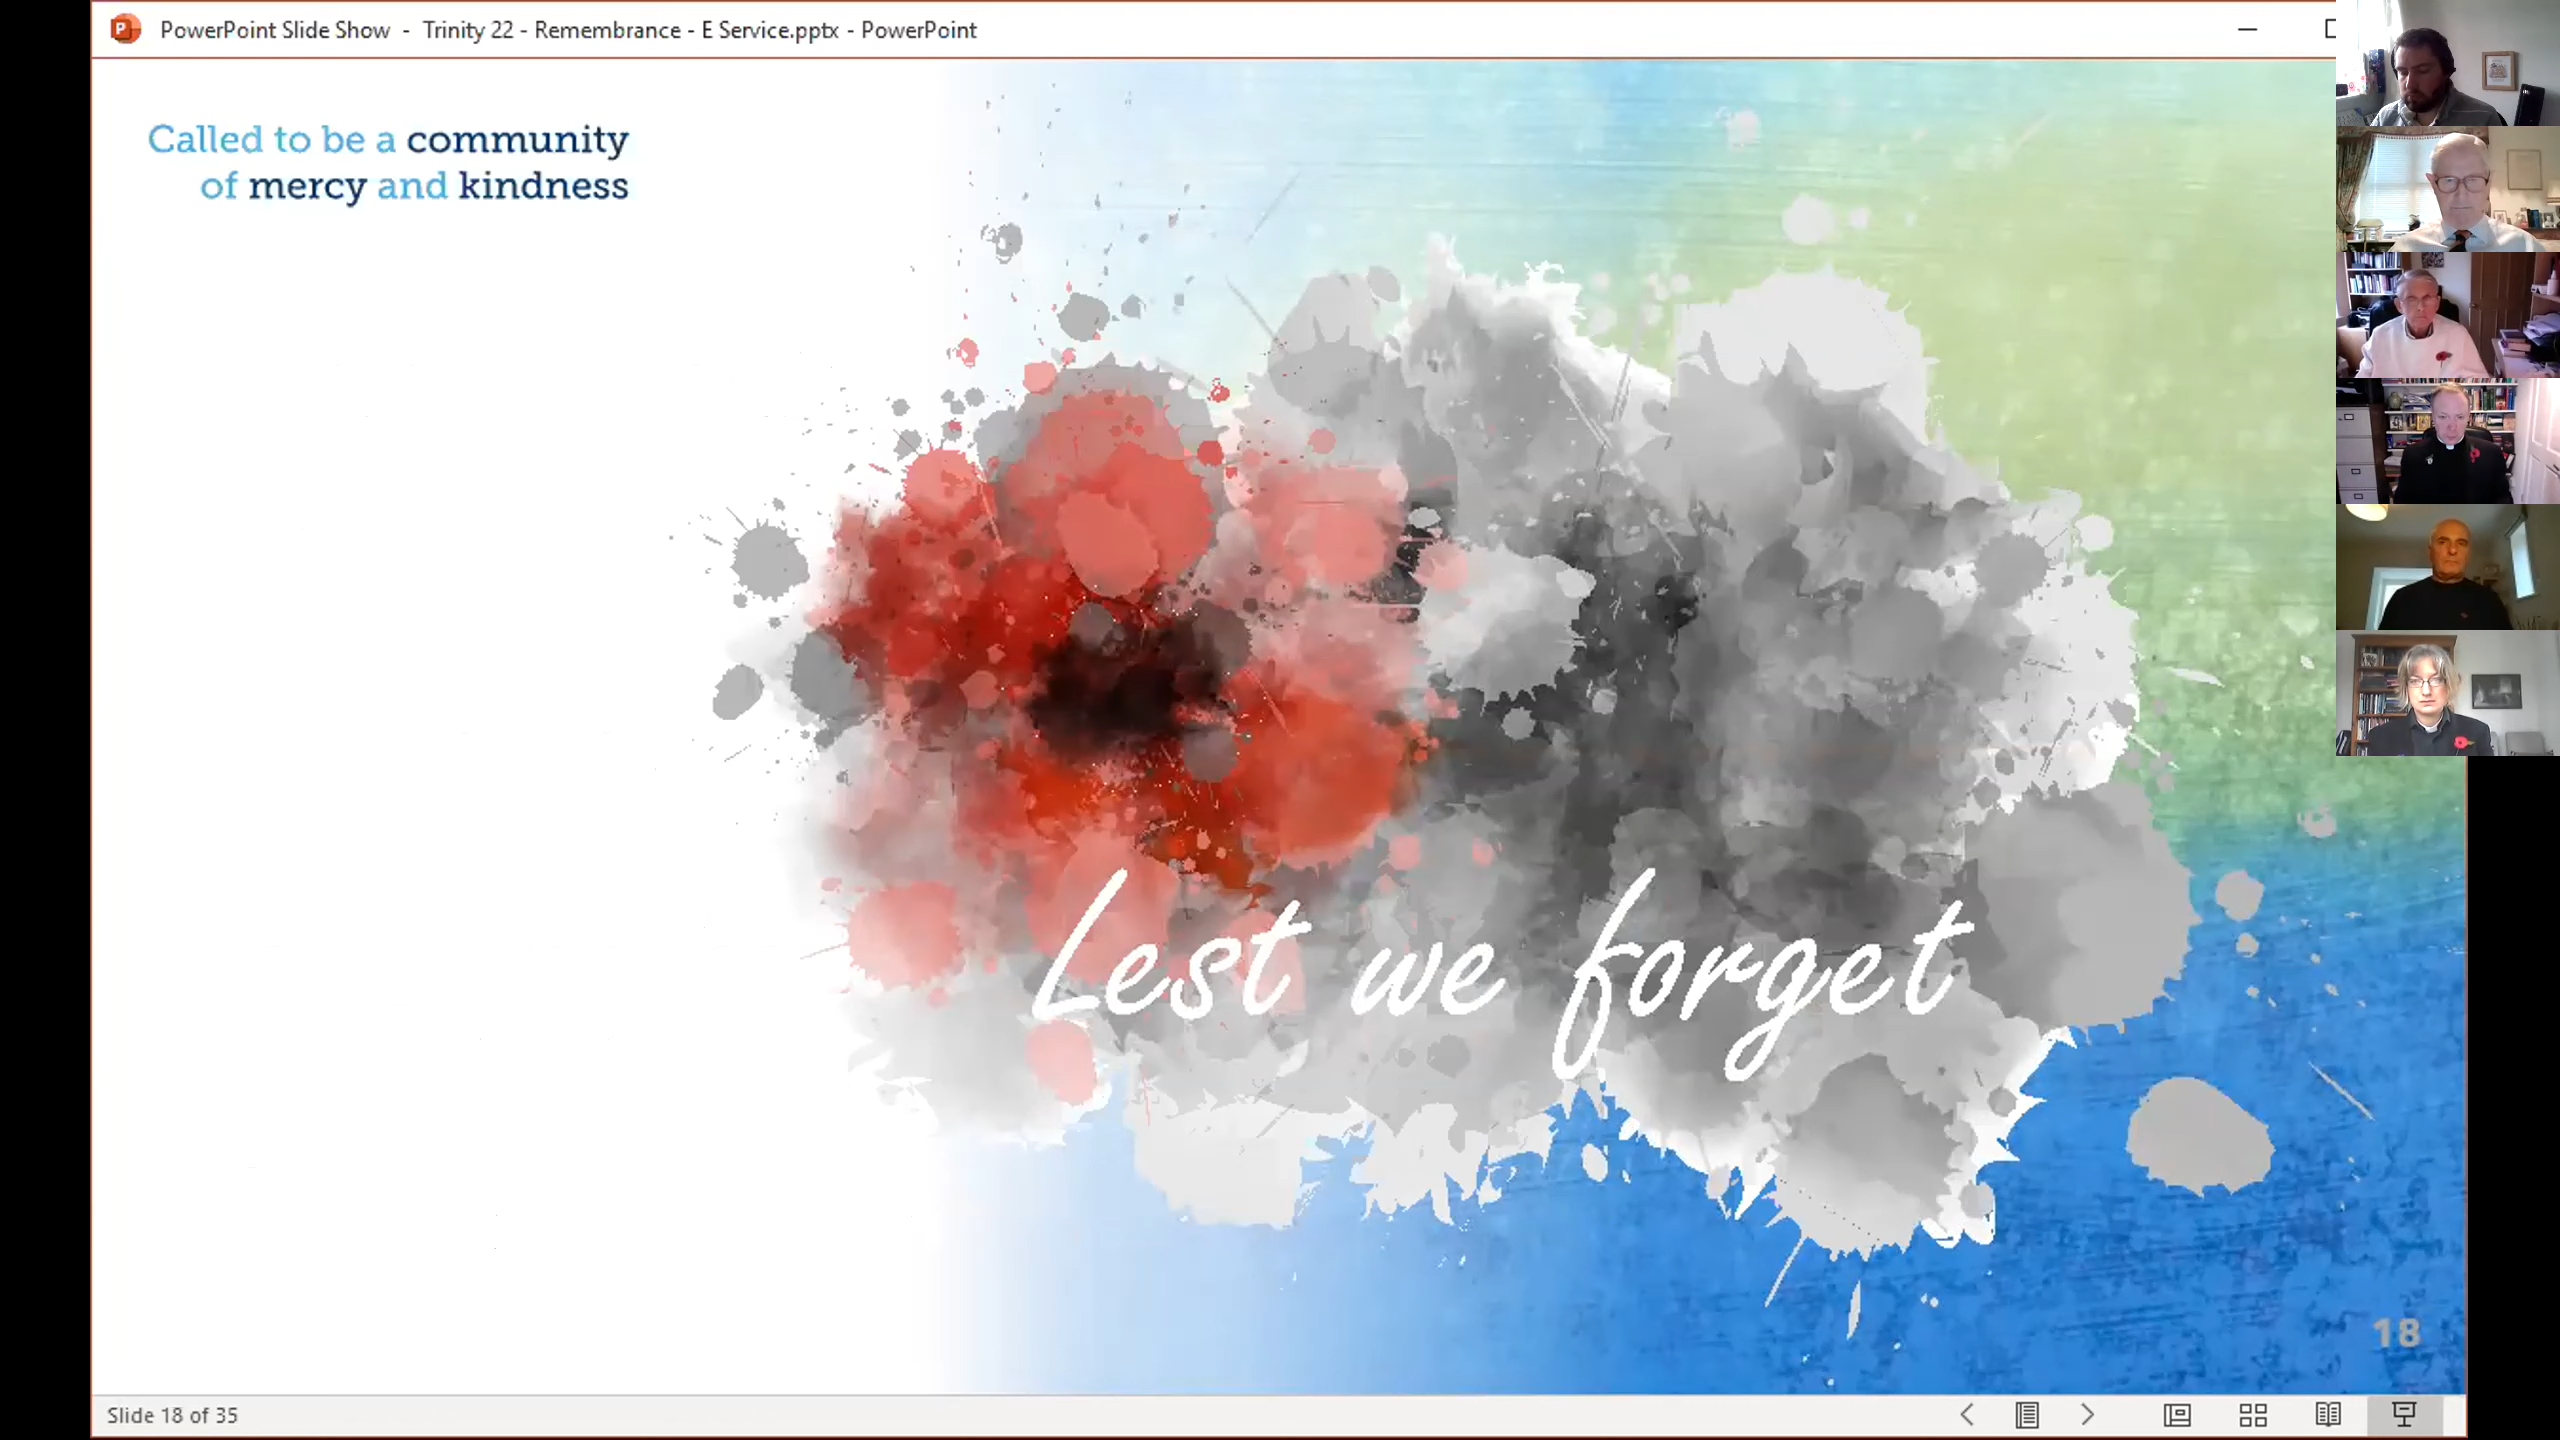 PowerPoint Slide Show - Trinity 22 - Remembrance - E Service.pptx - PowerPoint
Called to be a community
of mercy and kindness
Lest we forget
18
Slide 18 of 35